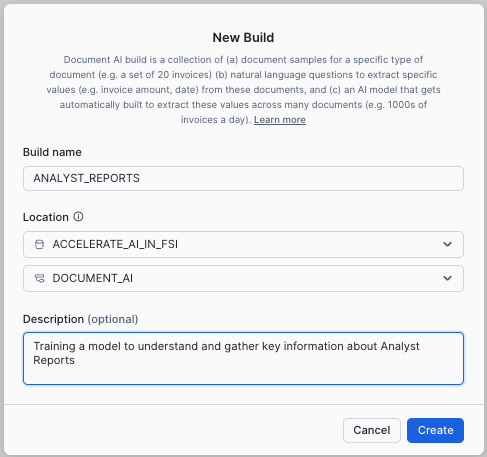 New Build
Document AI build is a collection of (a) document samples for a specific type of
document (e.g. a set of 20 invoices) (b) natural language questions to extract specific
values (e.g. invoice amount, date) from these documents, and (c) an AI model that gets
automatically built to extract these values across many documents (e.g. 1000s of
invoices a day). Learn more
Build name
ANALYST_REPORTS
Location
ACCELERATE_AI_IN_FSI
DOCUMENT_AI
Description (optional)
Training a model to understand and gather key information about Analyst
Reports
Cancel
Create